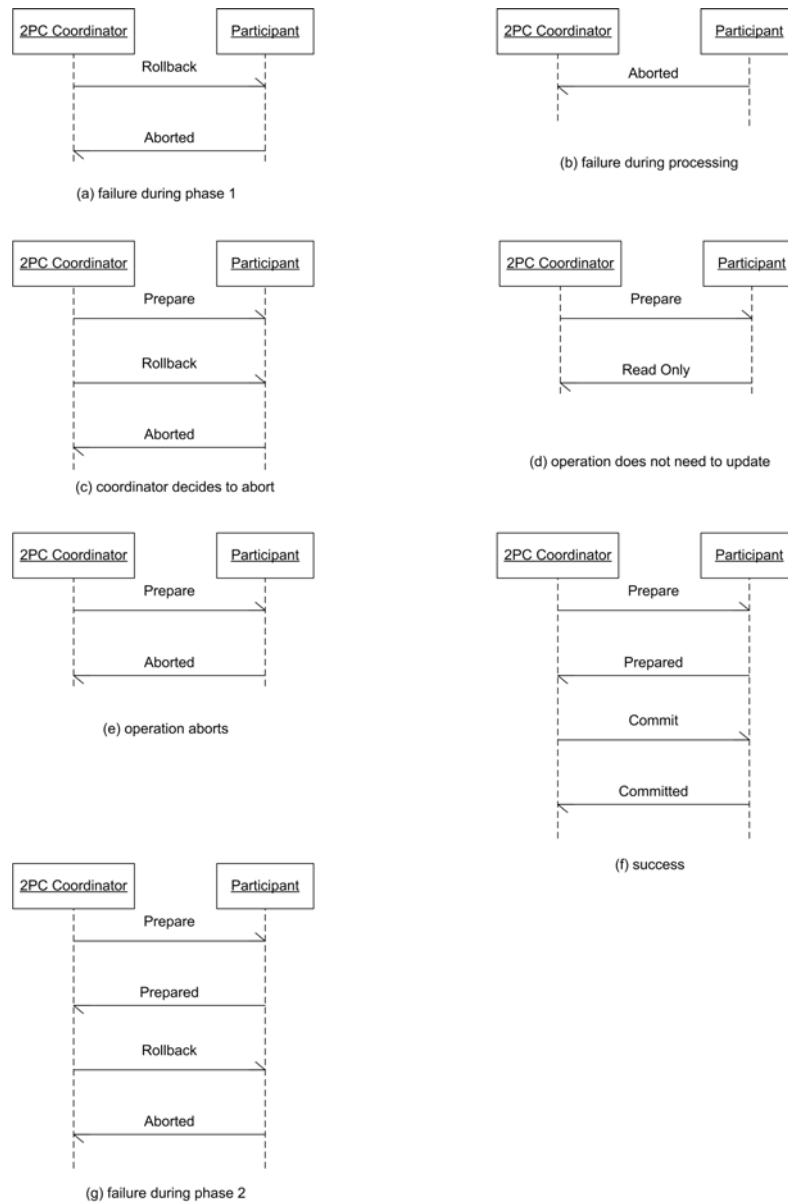 2PC Coordinator
Participant
Rollback
Aborted
(a) failure during phase 1
2PC Coordinator
Participant
Aborted
(b) failure during processing
2PC Coordinator
Participant
Prepare
Rollback
Aborted
(c) coordinator decides to abort
2PC Coordinator
Participant
Prepare
Read Only
(d) operation does not need to update
2PC Coordinator
Participant
Prepare
Aborted
(e) operation aborts
2PC Coordinator
Participant
Prepare
Prepared
Commit
Committed
(f) success
2PC Coordinator
Participant
Prepare
Prepared
Rollback
Aborted
(g) failure during phase 2